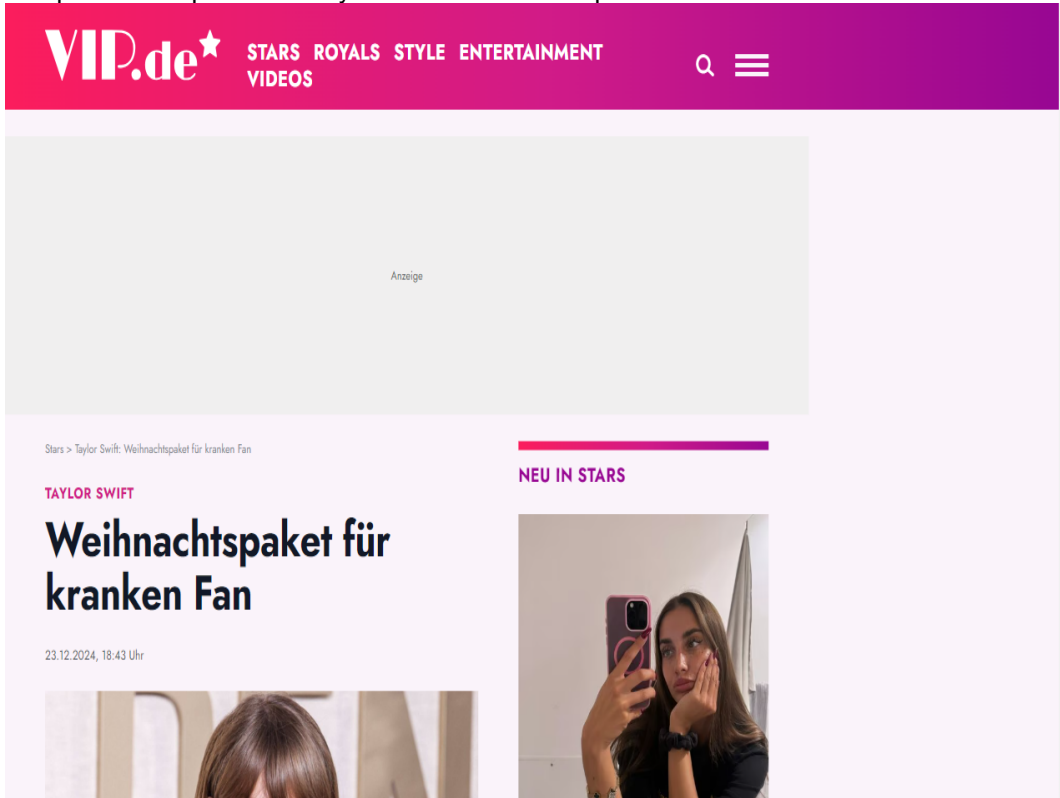 VIP.de
STARS ROYALS STYLE ENTERTAINMENT
VIDEOS
Anzeige
Stars > Taylor Swift: Weihnachtspaket für kranken Fan
TAYLOR SWIFT
Weihnachtspaket für
kranken Fan
23.12.2024, 18:43 Uhr
NEU IN STARS